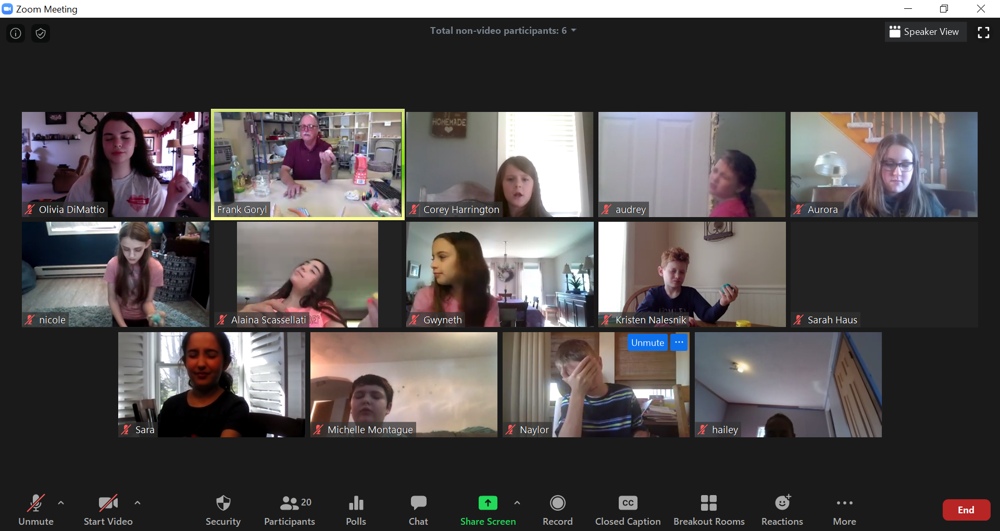 Zoom Meeting
Total non-video participants: 6
Speaker View
HOMEMADE
Olivia DiMattio
Frank Goryl
Corey Harrington
audrey
Aurora
nicole
Alaina Scassellati
Gwyneth
Kristen Nalesnik
Sarah Haus
Unmute
Sara
Michelle Montague
Naylor
hailey
20
CC
Unmute
Start Video
Security
Participants
Polls
Chat
Share Screen
Record
Closed Caption
Breakout Rooms
Reactions
More
End